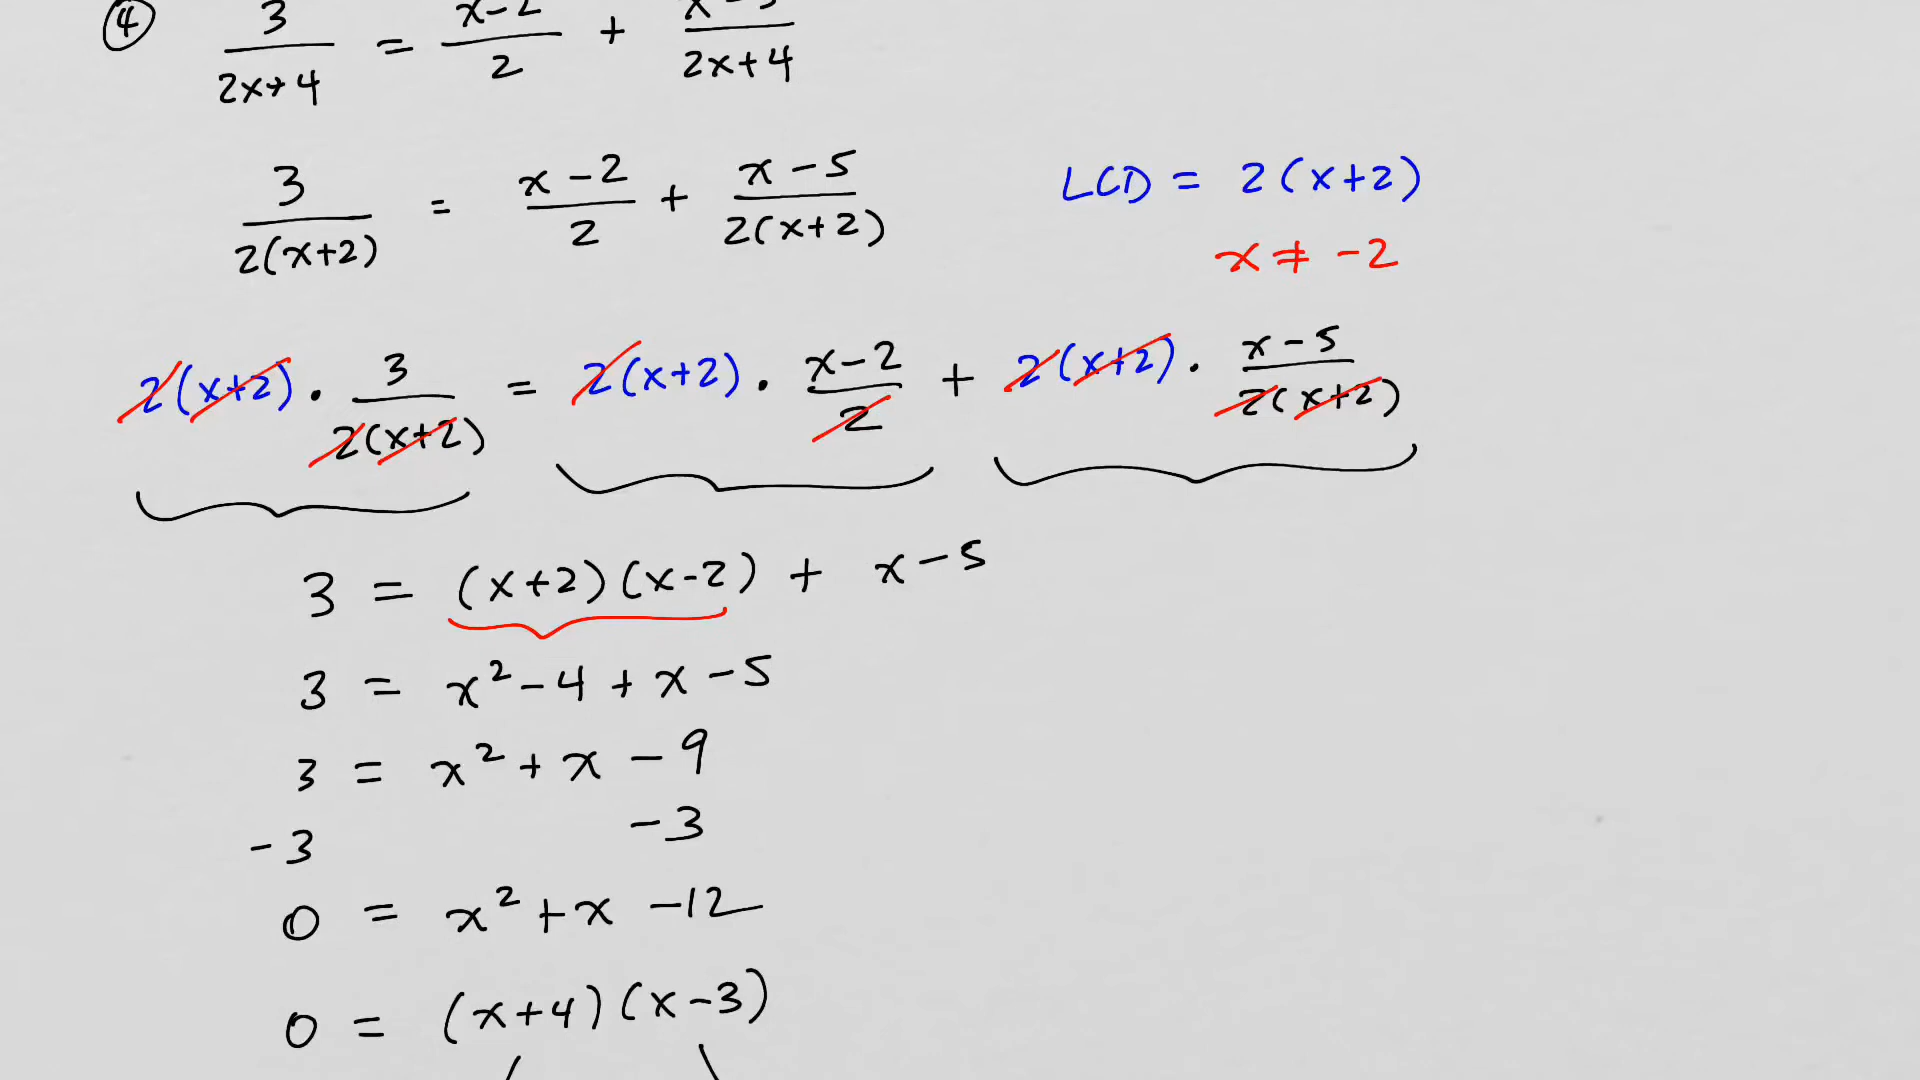 ④ 3/(2x+4) = (x-2)/2 + (x-5)/(2x+4)
3/(2(x+2)) = (x-2)/2 + (x-5)/(2(x+2))
LCD = 2(x+2)
x ≠ -2
2(x+2) · 3/(2(x+2)) = 2(x+2) · (x-2)/2 + 2(x+2) · (x-5)/(2(x+2))
3 = (x+2)(x-2) + x-5
3 = x²-4+x-5
3 = x²+x-9
-3 -3
0 = x²+x-12
0 = (x+4)(x-3)